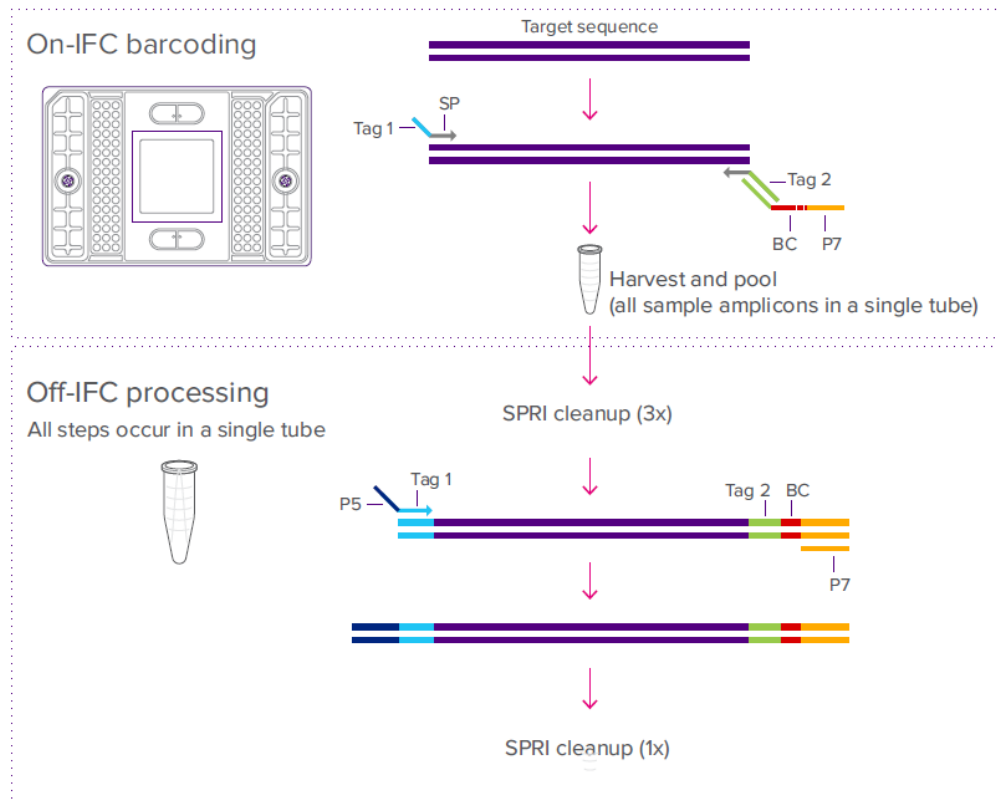 On-IFC barcoding
Target sequence
SP
Tag 1
Tag 2
BC P7
Harvest and pool
(all sample amplicons in a single tube)
Off-IFC processing
All steps occur in a single tube
SPRI cleanup (3x)
Tag 1
P5
Tag 2 BC
P7
SPRI cleanup (1x)